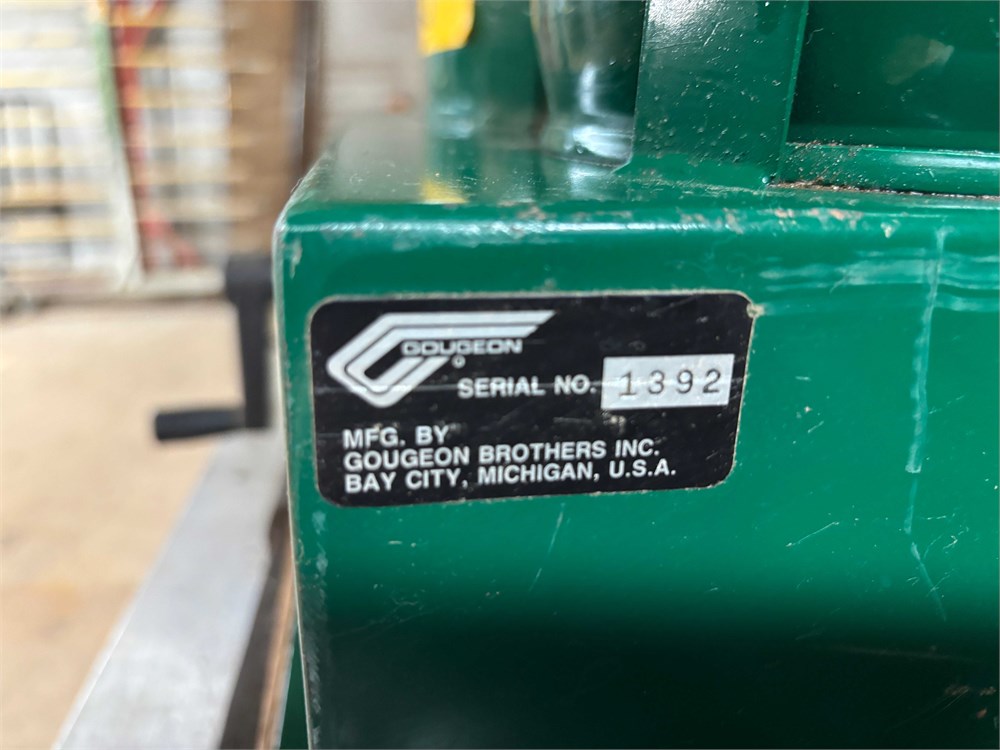 GOUGEON ®
SERIAL NO. 1392
MFG. BY
GOUGEON BROTHERS INC.
BAY CITY, MICHIGAN, U.S.A.